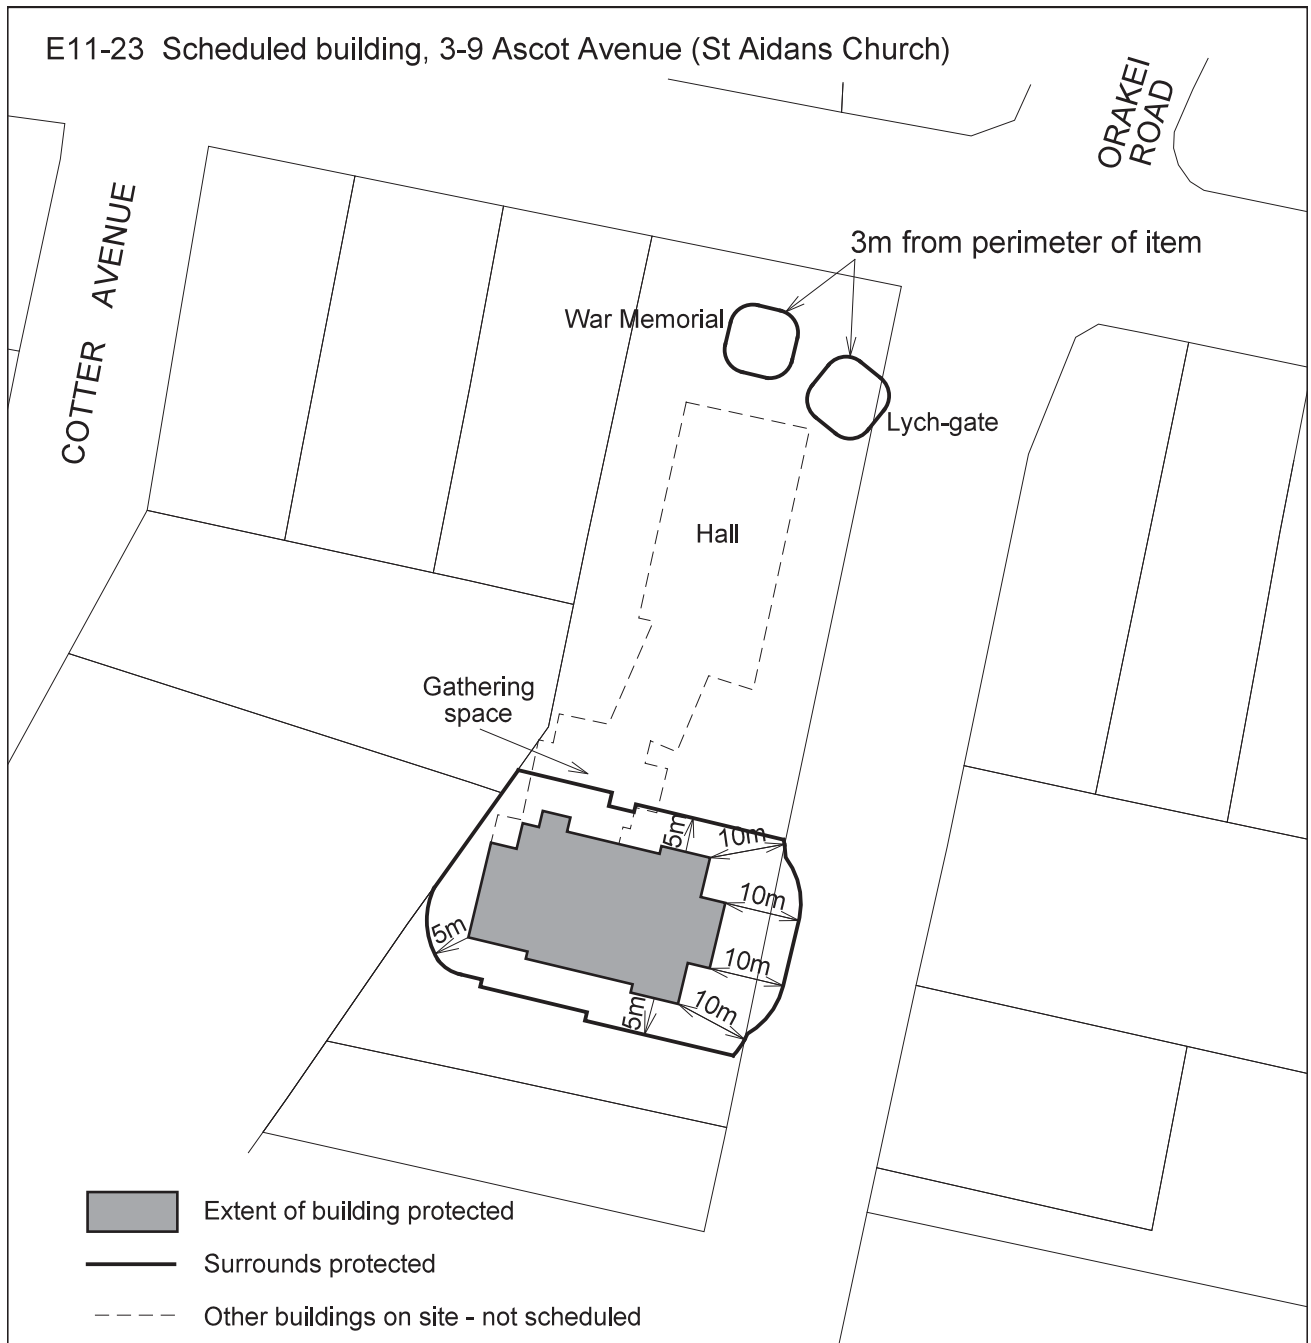 E11-23 Scheduled building, 3-9 Ascot Avenue (St Aidans Church)
ORAKEI
ROAD
COTTER AVENUE
3m from perimeter of item
War Memorial
Lych-gate
Hall
Gathering
space
5m
10m
10m
5m
10m
10m
5m
Extent of building protected
Surrounds protected
Other buildings on site - not scheduled